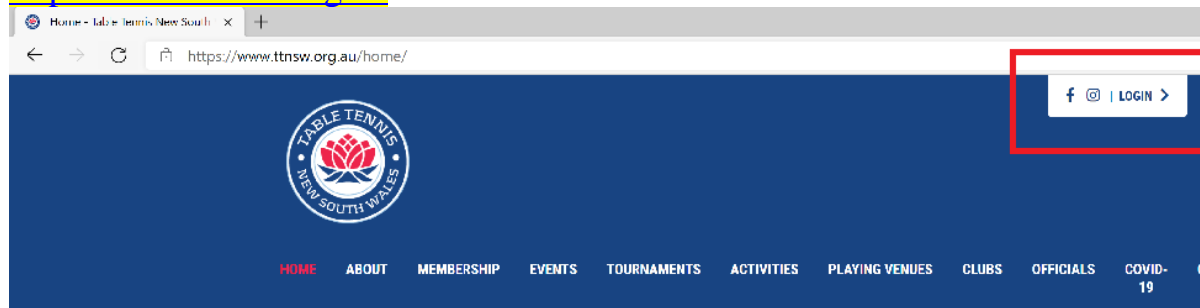 Home - Table Tennis New South
https://www.ttnsw.org.au/home/
| LOGIN >
TABLE TENNIS
NEW SOUTH WALES
HOME ABOUT MEMBERSHIP EVENTS TOURNAMENTS ACTIVITIES PLAYING VENUES CLUBS OFFICIALS COVID-
19